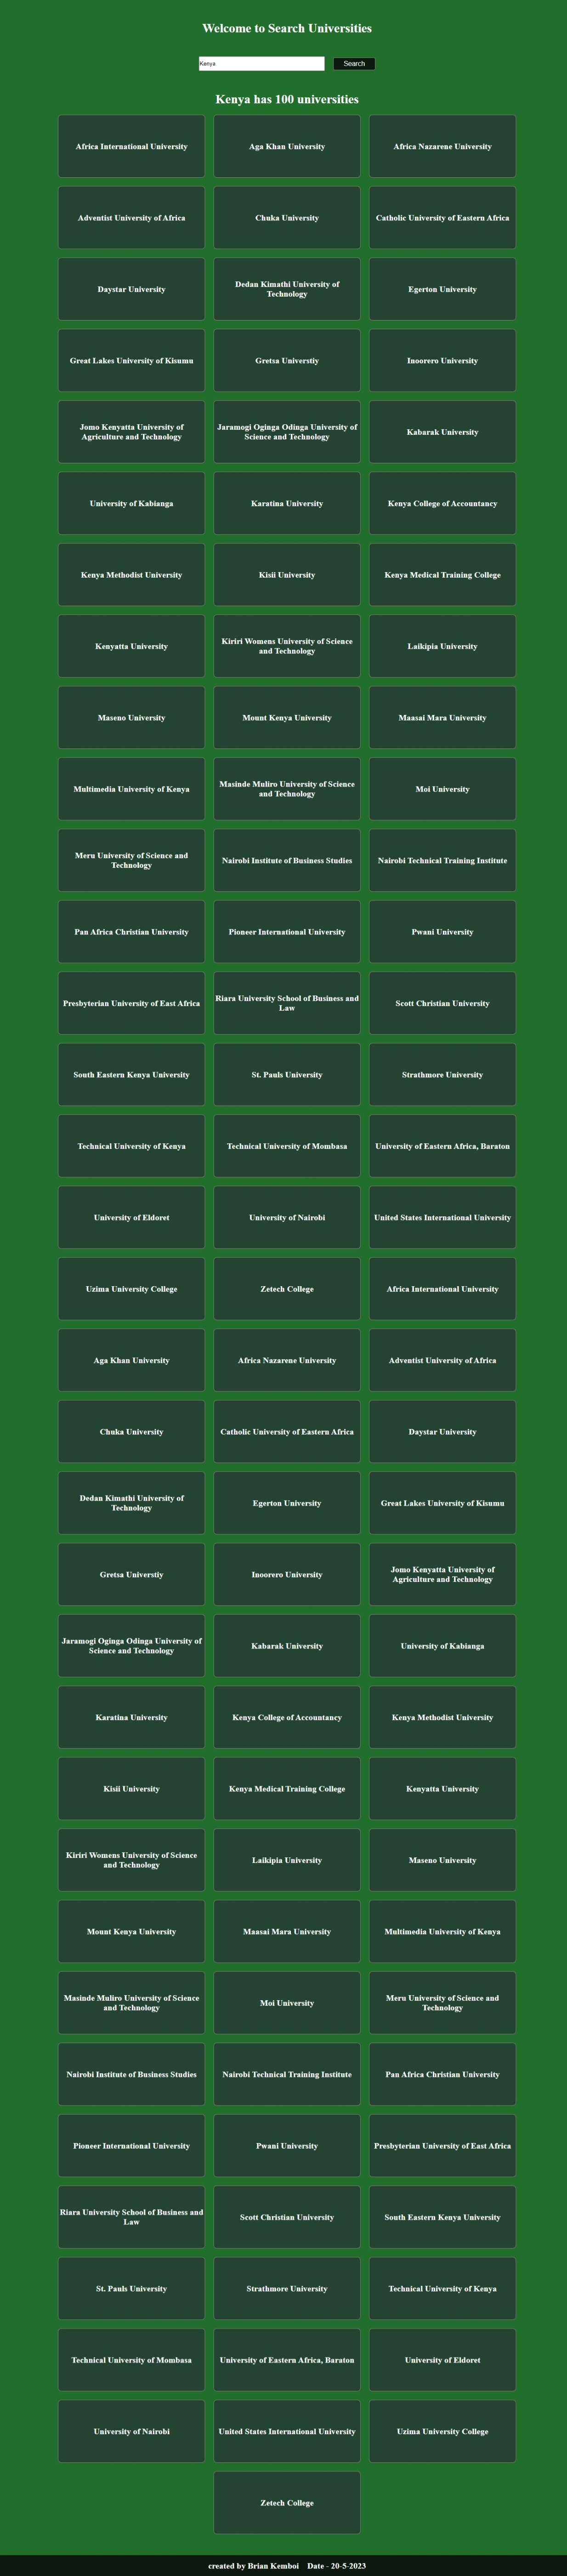 Welcome to Search Universities
Kenya
Search
Kenya has 100 universities
Africa International University
Aga Khan University
Africa Nazarene University
Adventist University of Africa
Chuka University
Catholic University of Eastern Africa
Daystar University
Dedan Kimathi University of
Technology
Egerton University
Great Lakes University of Kisumu
Gretsa Universtiy
Inoorero University
Jomo Kenyatta University of
Agriculture and Technology
Jaramogi Oginga Odinga University of
Science and Technology
Kabarak University
University of Kabianga
Karatina University
Kenya College of Accountancy
Kenya Methodist University
Kisii University
Kenya Medical Training College
Kenyatta University
Kiriri Womens University of Science
and Technology
Laikipia University
Maseno University
Mount Kenya University
Maasai Mara University
Multimedia University of Kenya
Masinde Muliro University of Science
and Technology
Moi University
Meru University of Science and
Technology
Nairobi Institute of Business Studies
Nairobi Technical Training Institute
Pan Africa Christian University
Pioneer International University
Pwani University
Presbyterian University of East Africa
Riara University School of Business and
Law
Scott Christian University
South Eastern Kenya University
St. Pauls University
Strathmore University
Technical University of Kenya
Technical University of Mombasa
University of Eastern Africa, Baraton
University of Eldoret
University of Nairobi
United States International University
Uzima University College
Zetech College
Africa International University
Aga Khan University
Africa Nazarene University
Adventist University of Africa
Chuka University
Catholic University of Eastern Africa
Daystar University
Dedan Kimathi University of
Technology
Egerton University
Great Lakes University of Kisumu
Gretsa Universtiy
Inoorero University
Jomo Kenyatta University of
Agriculture and Technology
Jaramogi Oginga Odinga University of
Science and Technology
Kabarak University
University of Kabianga
Karatina University
Kenya College of Accountancy
Kenya Methodist University
Kisii University
Kenya Medical Training College
Kenyatta University
Kiriri Womens University of Science
and Technology
Laikipia University
Maseno University
Mount Kenya University
Maasai Mara University
Multimedia University of Kenya
Masinde Muliro University of Science
and Technology
Moi University
Meru University of Science and
Technology
Nairobi Institute of Business Studies
Nairobi Technical Training Institute
Pan Africa Christian University
Pioneer International University
Pwani University
Presbyterian University of East Africa
Riara University School of Business and
Law
Scott Christian University
South Eastern Kenya University
St. Pauls University
Strathmore University
Technical University of Kenya
Technical University of Mombasa
University of Eastern Africa, Baraton
University of Eldoret
University of Nairobi
United States International University
Uzima University College
Zetech College
created by Brian Kemboi Date - 20-5-2023